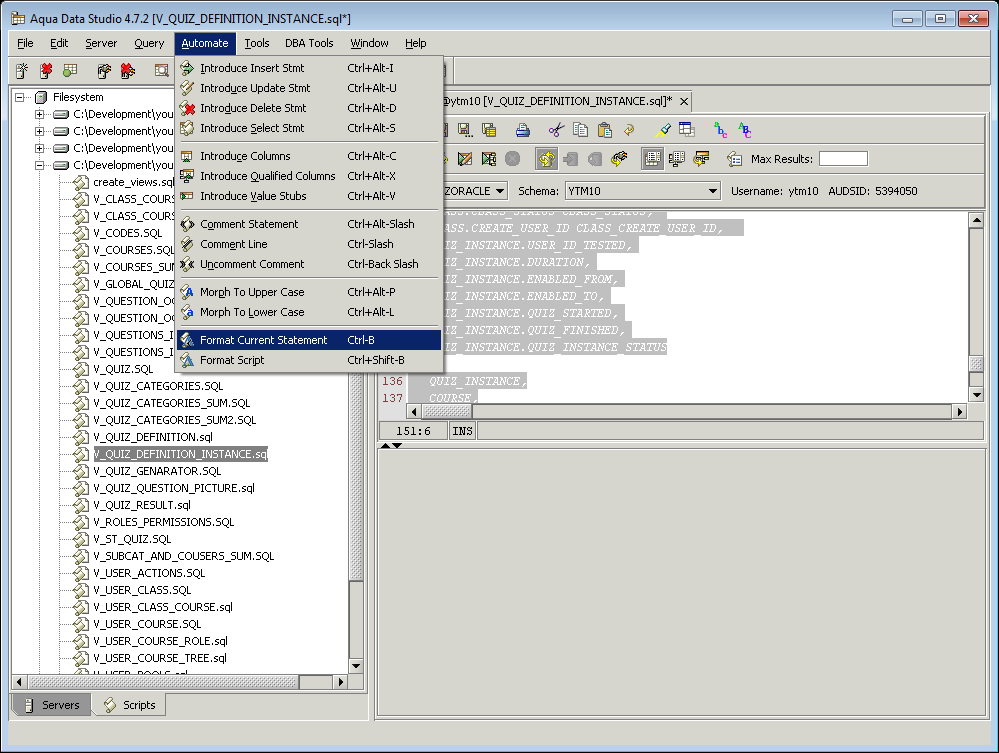 Aqua Data Studio 4.7.2 [V_QUIZ_DEFINITION_INSTANCE.sql*]
File Edit Server Query Automate Tools DBA Tools Window Help
Introduce Insert Stmt Ctrl+Alt-I
Introduce Update Stmt Ctrl+Alt-U
Introduce Delete Stmt Ctrl+Alt-D
Introduce Select Stmt Ctrl+Alt-S
Introduce Columns Ctrl+Alt-C
Introduce Qualified Columns Ctrl+Alt-X
Introduce Value Stubs Ctrl+Alt-V
Comment Statement Ctrl+Alt-Slash
Comment Line Ctrl-Slash
Uncomment Comment Ctrl-Back Slash
Morph To Upper Case Ctrl+Alt-P
Morph To Lower Case Ctrl+Alt-L
Format Current Statement Ctrl-B
Format Script Ctrl+Shift-B
Filesystem
C:\Development\you
C:\Development\you
C:\Development\you
C:\Development\you
create_views.sql
V_CLASS_COURS
V_CLASS_COURS
V_CODES.SQL
V_COURSES.SQL
V_COURSES_SUM
V_GLOBAL_QUIZ
V_QUESTION_OC
V_QUESTION_OC
V_QUESTIONS_I
V_QUESTIONS_I
V_QUIZ.SQL
V_QUIZ_CATEGORIES.SQL
V_QUIZ_CATEGORIES_SUM.SQL
V_QUIZ_CATEGORIES_SUM2.SQL
V_QUIZ_DEFINITION.sql
V_QUIZ_DEFINITION_INSTANCE.sql
V_QUIZ_GENARATOR.SQL
V_QUIZ_QUESTION_PICTURE.sql
V_QUIZ_RESULT.sql
V_ROLES_PERMISSIONS.SQL
V_ST_QUIZ.SQL
V_SUBCAT_AND_COUSERS_SUM.SQL
V_USER_ACTIONS.SQL
V_USER_CLASS.SQL
V_USER_CLASS_COURSE.sql
V_USER_COURSE.SQL
V_USER_COURSE_ROLE.sql
V_USER_COURSE_TREE.sql
Servers Scripts
@ytm10 [V_QUIZ_DEFINITION_INSTANCE.sql]*
Max Results:
ZORACLE Schema: YTM10 Username: ytm10 AUDSID: 5394050
ASS.CLASS_STATUS CLASS_STATUS,
ASS.CREATE_USER_ID CLASS_CREATE_USER_ID,
IZ_INSTANCE.USER_ID_TESTED,
IZ_INSTANCE.DURATION,
IZ_INSTANCE.ENABLED_FROM,
IZ_INSTANCE.ENABLED_TO,
IZ_INSTANCE.QUIZ_STARTED,
IZ_INSTANCE.QUIZ_FINISHED,
IZ_INSTANCE.QUIZ_INSTANCE_STATUS
136 QUIZ_INSTANCE,
137 COURSE,
151:6 INS